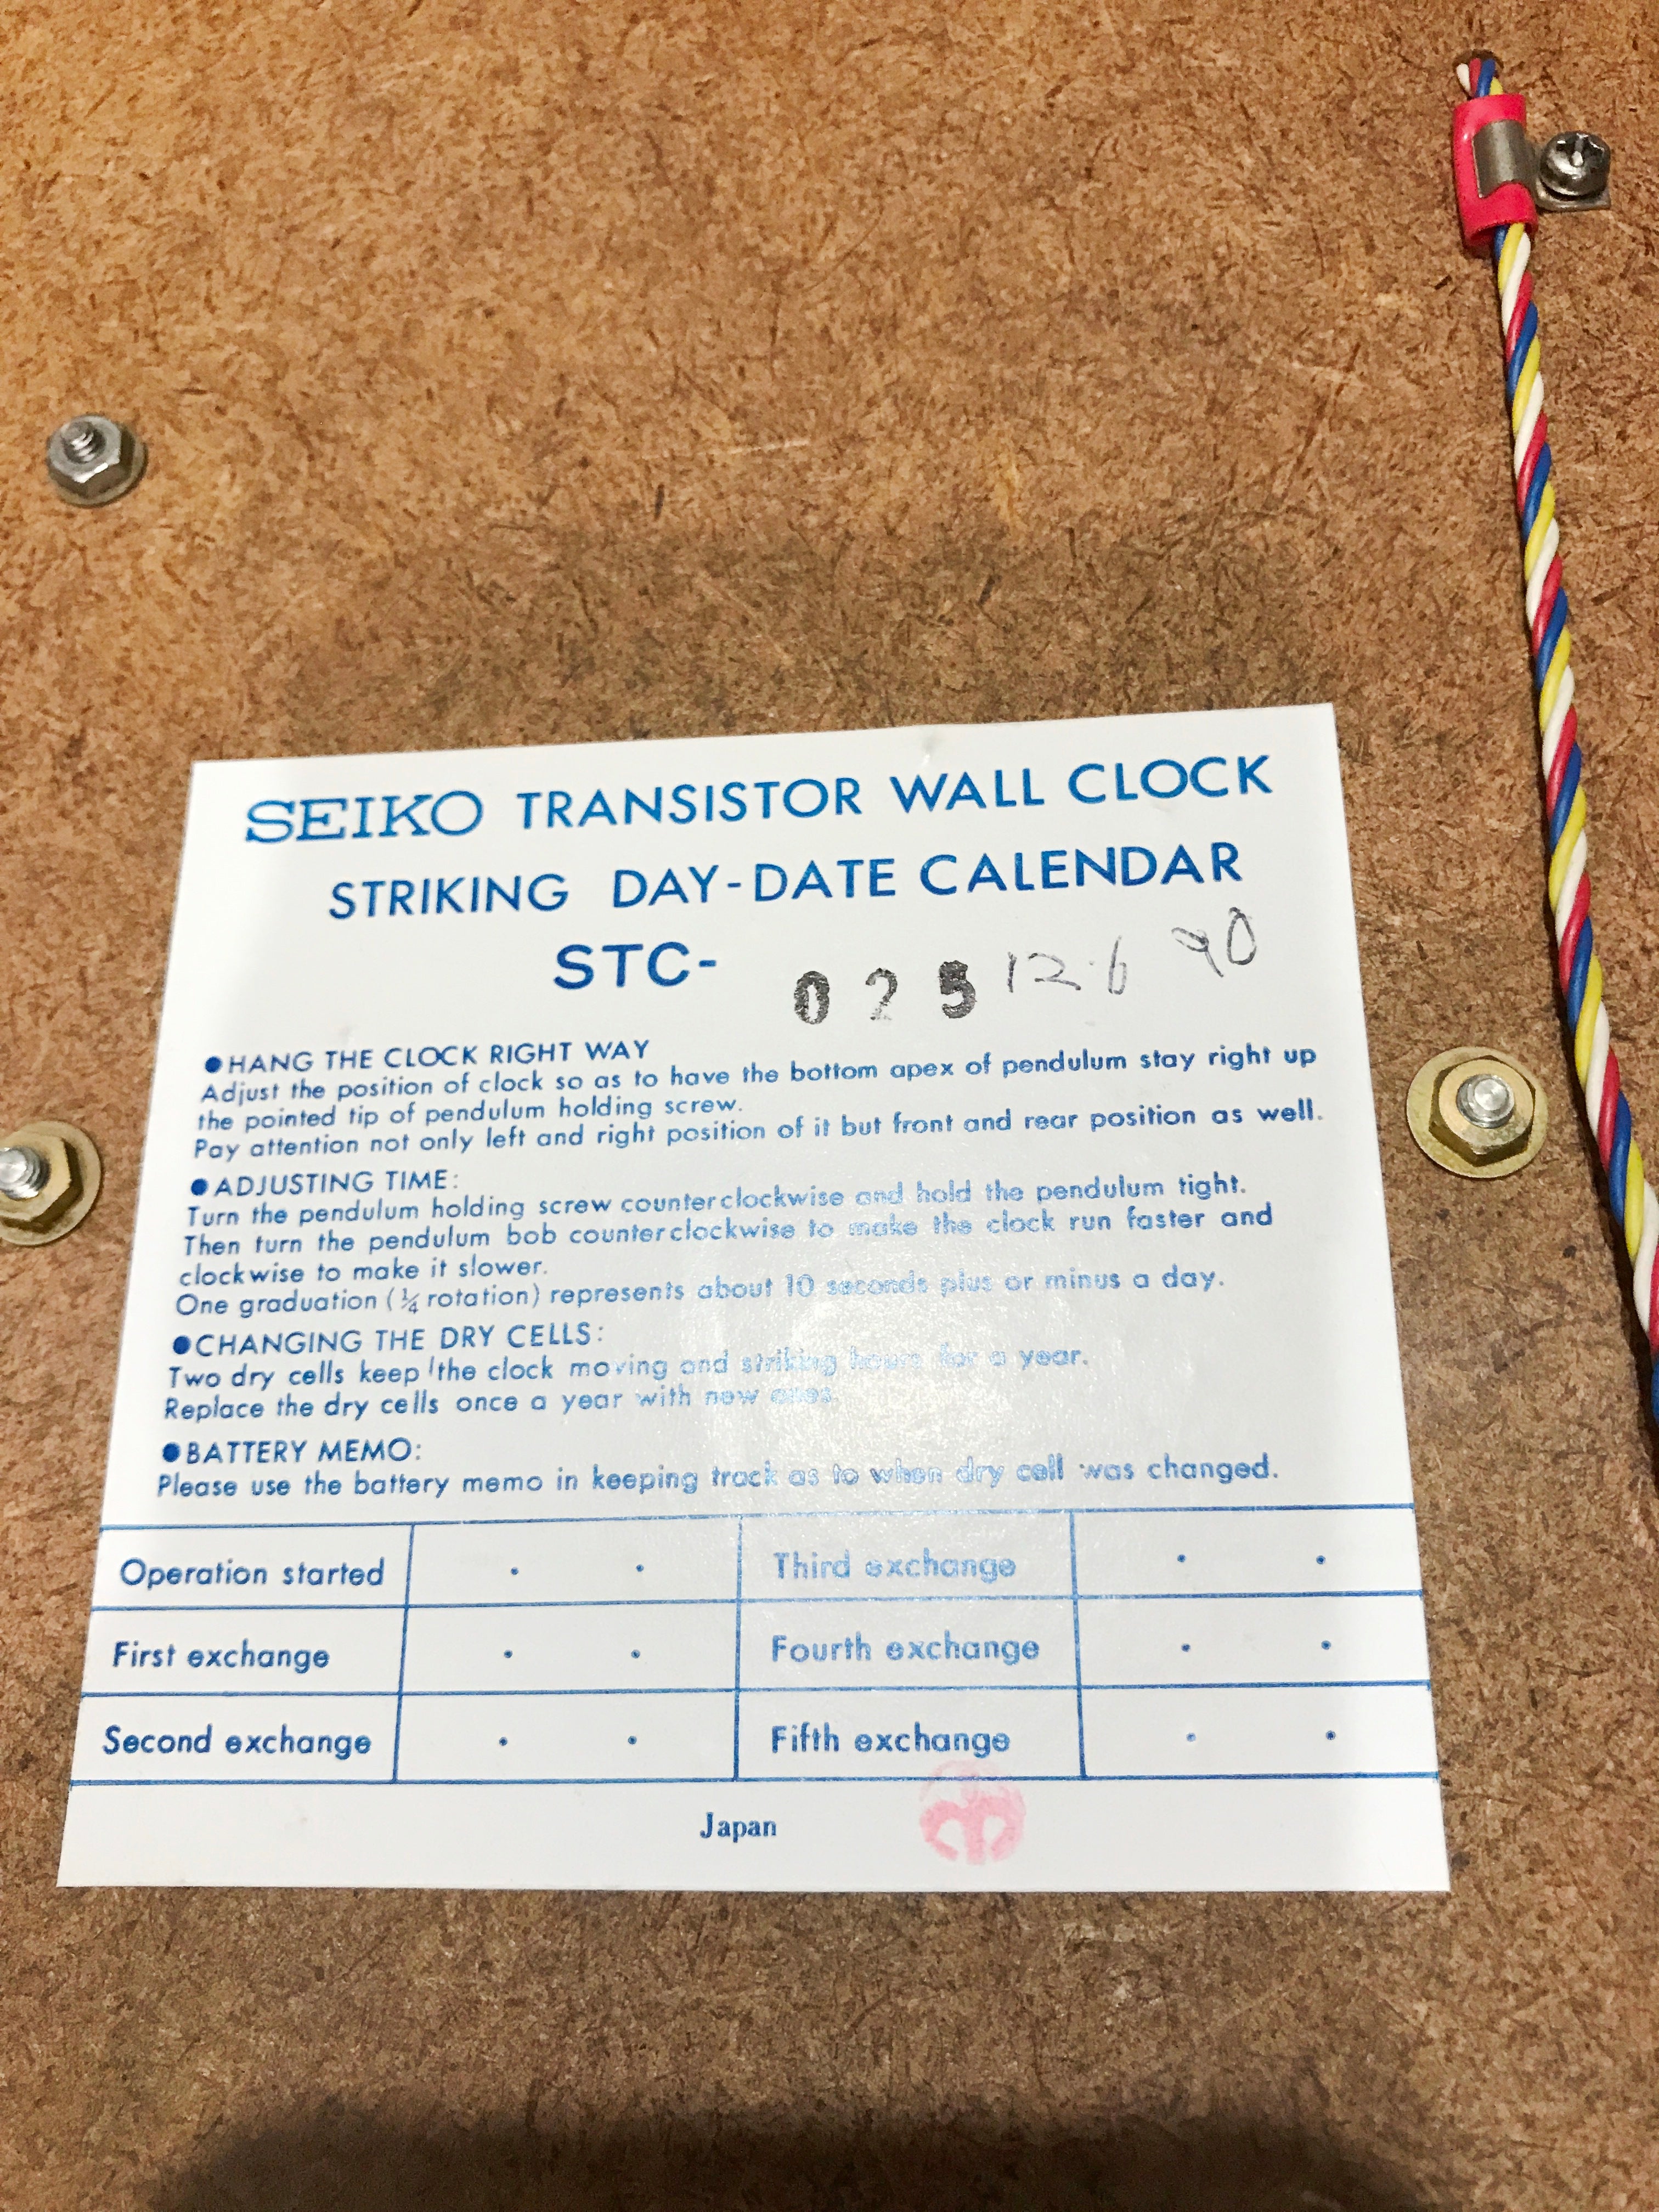 SEIKO TRANSISTOR WALL CLOCK
STRIKING DAY-DATE CALENDAR
STC- 025 12.6 90
●HANG THE CLOCK RIGHT WAY
Adjust the position of clock so as to have the bottom apex of pendulum stay right up
the pointed tip of pendulum holding screw.
Pay attention not only left and right position of it but front and rear position as well.
●ADJUSTING TIME:
Turn the pendulum holding screw counterclockwise and hold the pendulum tight.
Then turn the pendulum bob counterclockwise to make the clock run faster and
clockwise to make it slower.
One graduation (¼ rotation) represents about 10 seconds plus or minus a day.
●CHANGING THE DRY CELLS:
Two dry cells keep the clock moving and striking hours for a year.
Replace the dry cells once a year with new ones.
●BATTERY MEMO:
Please use the battery memo in keeping track as to when dry cell was changed.
Operation started . . Third exchange . .
First exchange . . Fourth exchange . .
Second exchange . . Fifth exchange . .
Japan